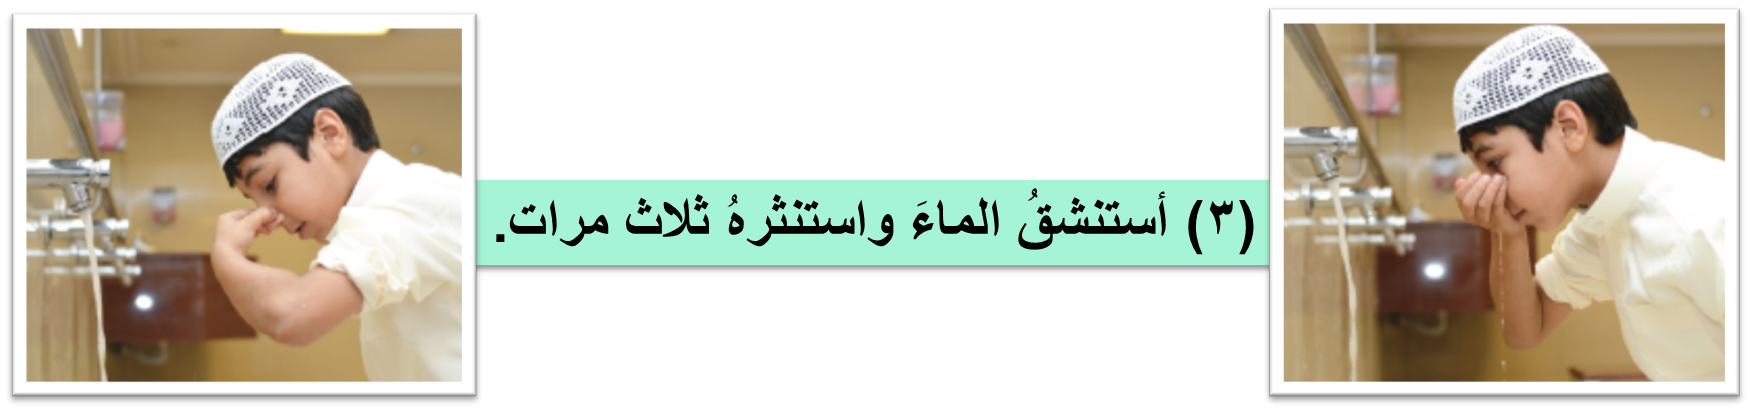 (٣) أستنشقُ الماءَ واستنثرهُ ثلاث مرات.